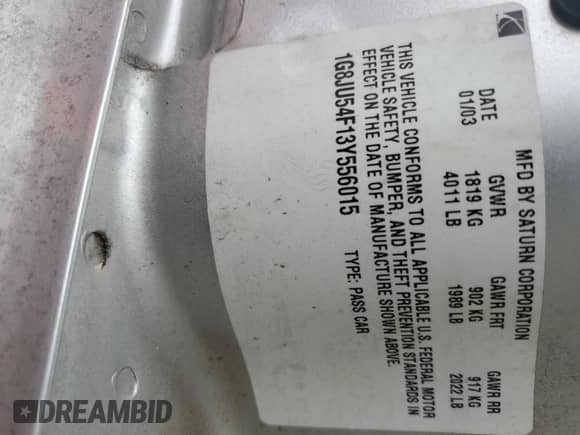 MFD BY SATURN CORPORATION
DATE GVWR GAWR FRT GAWR RR
01/03 1819 KG 902 KG 917 KG
4011 LB 1989 LB 2022 LB
THIS VEHICLE CONFORMS TO ALL APPLICABLE U.S. FEDERAL MOTOR
VEHICLE SAFETY, BUMPER, AND THEFT PREVENTION STANDARDS IN
EFFECT ON THE DATE OF MANUFACTURE SHOWN ABOVE.
1G8JU54F13Y556015 TYPE: PASS CAR
DREAMBID